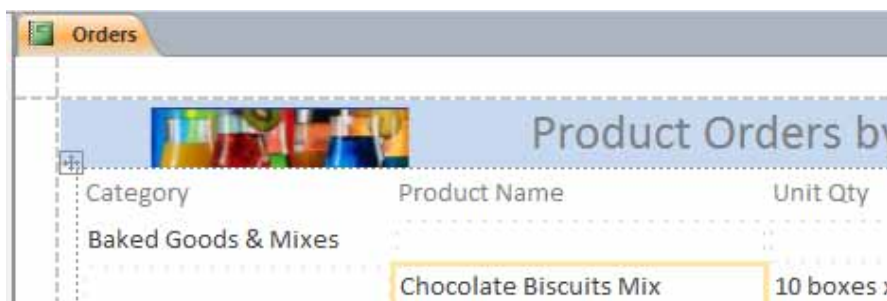 Orders
Product Orders by
Category Product Name Unit Qty
Baked Goods & Mixes
Chocolate Biscuits Mix 10 boxes